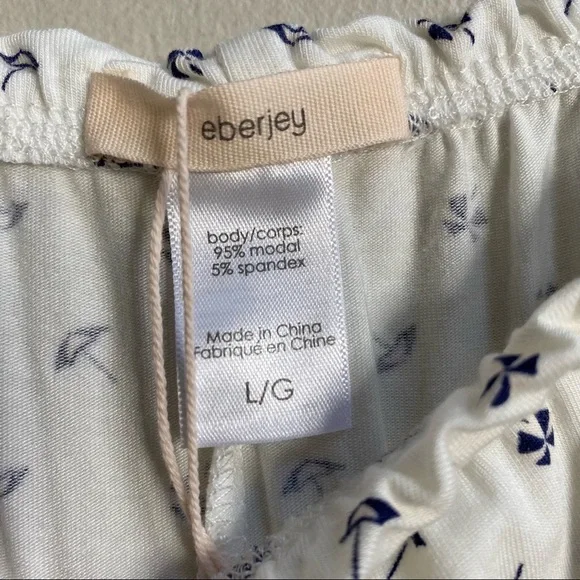 eberjey
body/corps:
95% modal
5% spandex
Made in China
Fabriqué en Chine
L/G